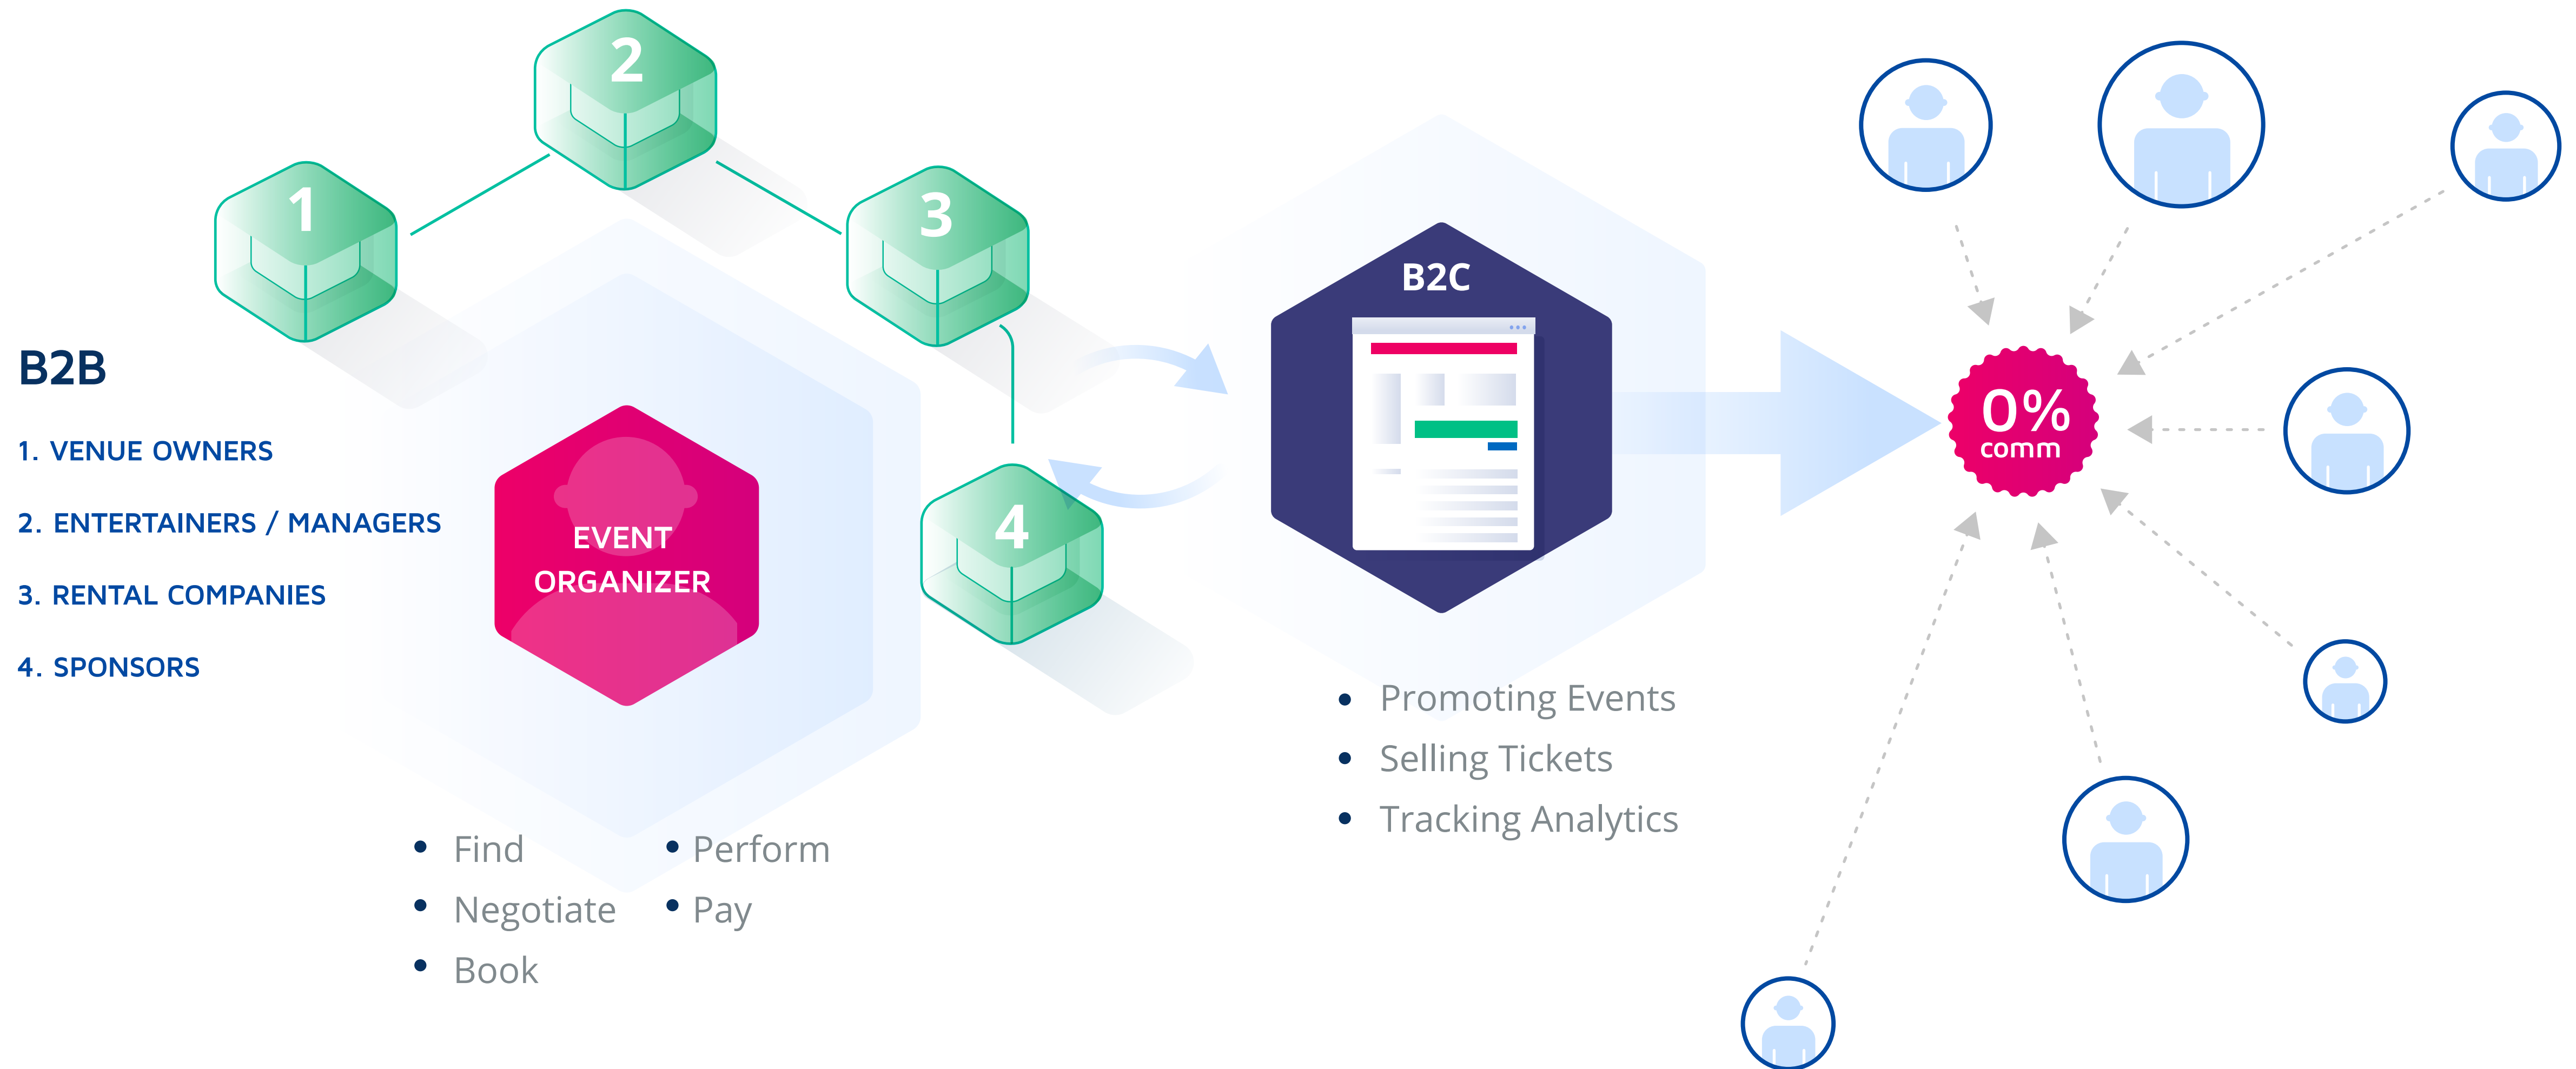 1
2
3
4
B2B
1. VENUE OWNERS
2. ENTERTAINERS / MANAGERS
3. RENTAL COMPANIES
4. SPONSORS
EVENT
ORGANIZER
• Find
• Negotiate
• Book
• Perform
• Pay
B2C
• Promoting Events
• Selling Tickets
• Tracking Analytics
0%
comm